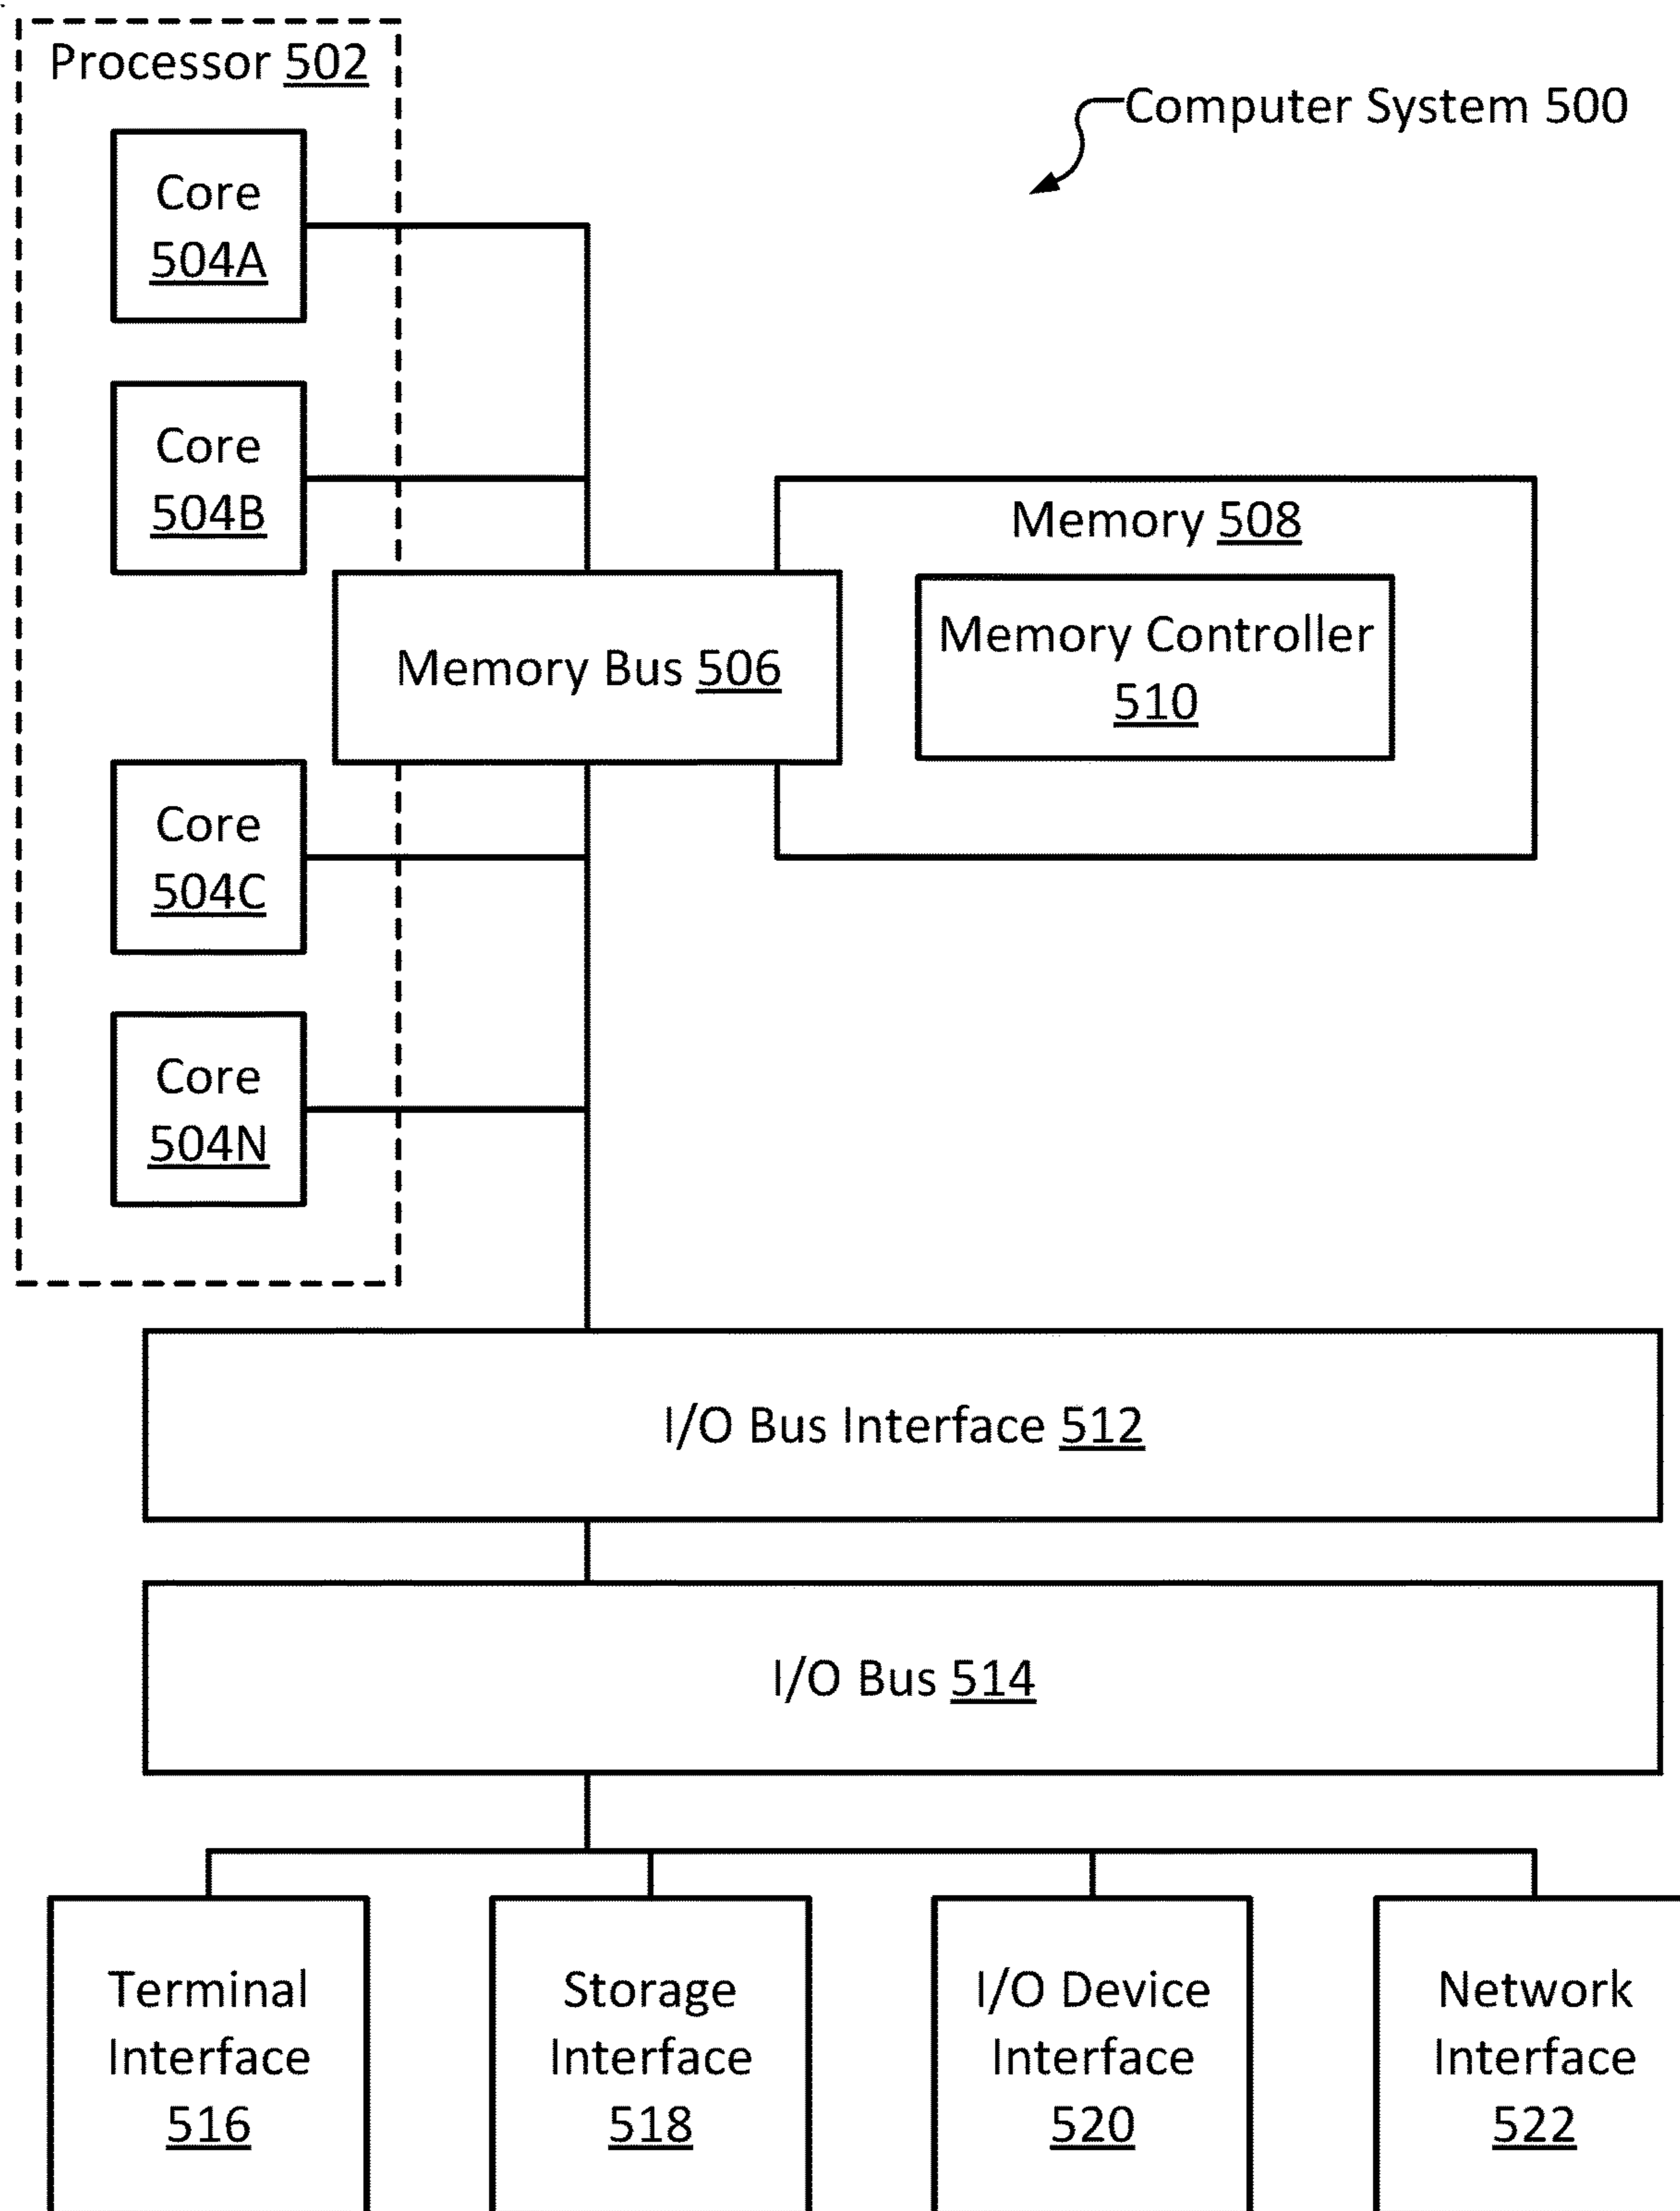 Processor 502
Computer System 500
Core
504A
Core
504B
Memory 508
Memory Controller
510
Memory Bus 506
Core
504C
Core
504N
I/O Bus Interface 512
I/O Bus 514
Terminal
Interface
516
Storage
Interface
518
I/O Device
Interface
520
Network
Interface
522